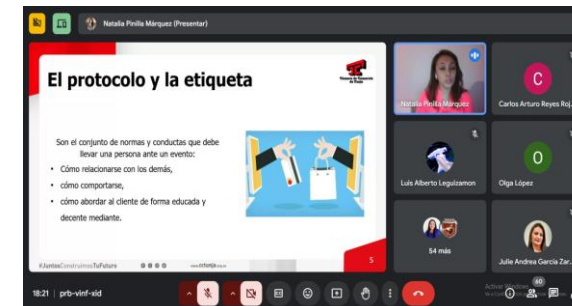 Natalia Pinilla Márquez (Presentar)
El protocolo y la etiqueta
Son el conjunto de normas y conductas que debe
llevar una persona ante un evento:
• Cómo relacionarse con los demás,
• cómo comportarse,
• cómo abordar al cliente de forma educada y
decente mediante.
#JuntosConstruimosTuFuturo
5
Natalia Pinilla Márquez
C
Carlos Arturo Reyes Roj...
Luis Alberto Leguizamon
O
Olga López
54 más
Julie Andrea Garcia Zar...
18:21 | prb-vinf-xid
Activar Windows
60